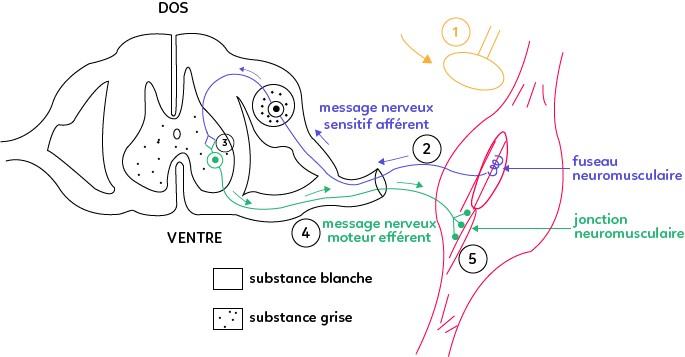 DOS
1
message nerveux
sensitif afférent
2
3
fuseau
neuromusculaire
4
message nerveux
moteur efférent
jonction
neuromusculaire
VENTRE
5
substance blanche
substance grise